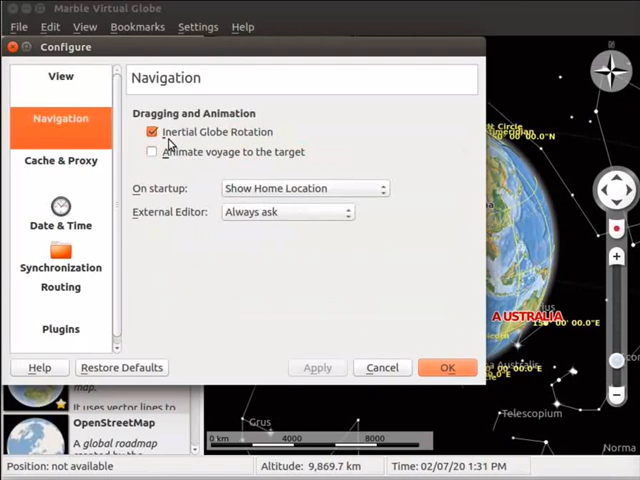 Marble Virtual Globe
File Edit View Bookmarks Settings Help
Configure
View
Navigation
Cache & Proxy
Date & Time
Synchronization
Routing
Plugins
Navigation
Dragging and Animation
Inertial Globe Rotation
Animate voyage to the target
On startup: Show Home Location
External Editor: Always ask
Help Restore Defaults Apply Cancel OK
map.
It uses vector lines to
OpenStreetMap
A global roadmap
AUSTRALIA
Telescopium
Grus
Norma
0 km 4000 8000
Position: not available Altitude: 9,869.7 km Time: 02/07/20 1:31 PM